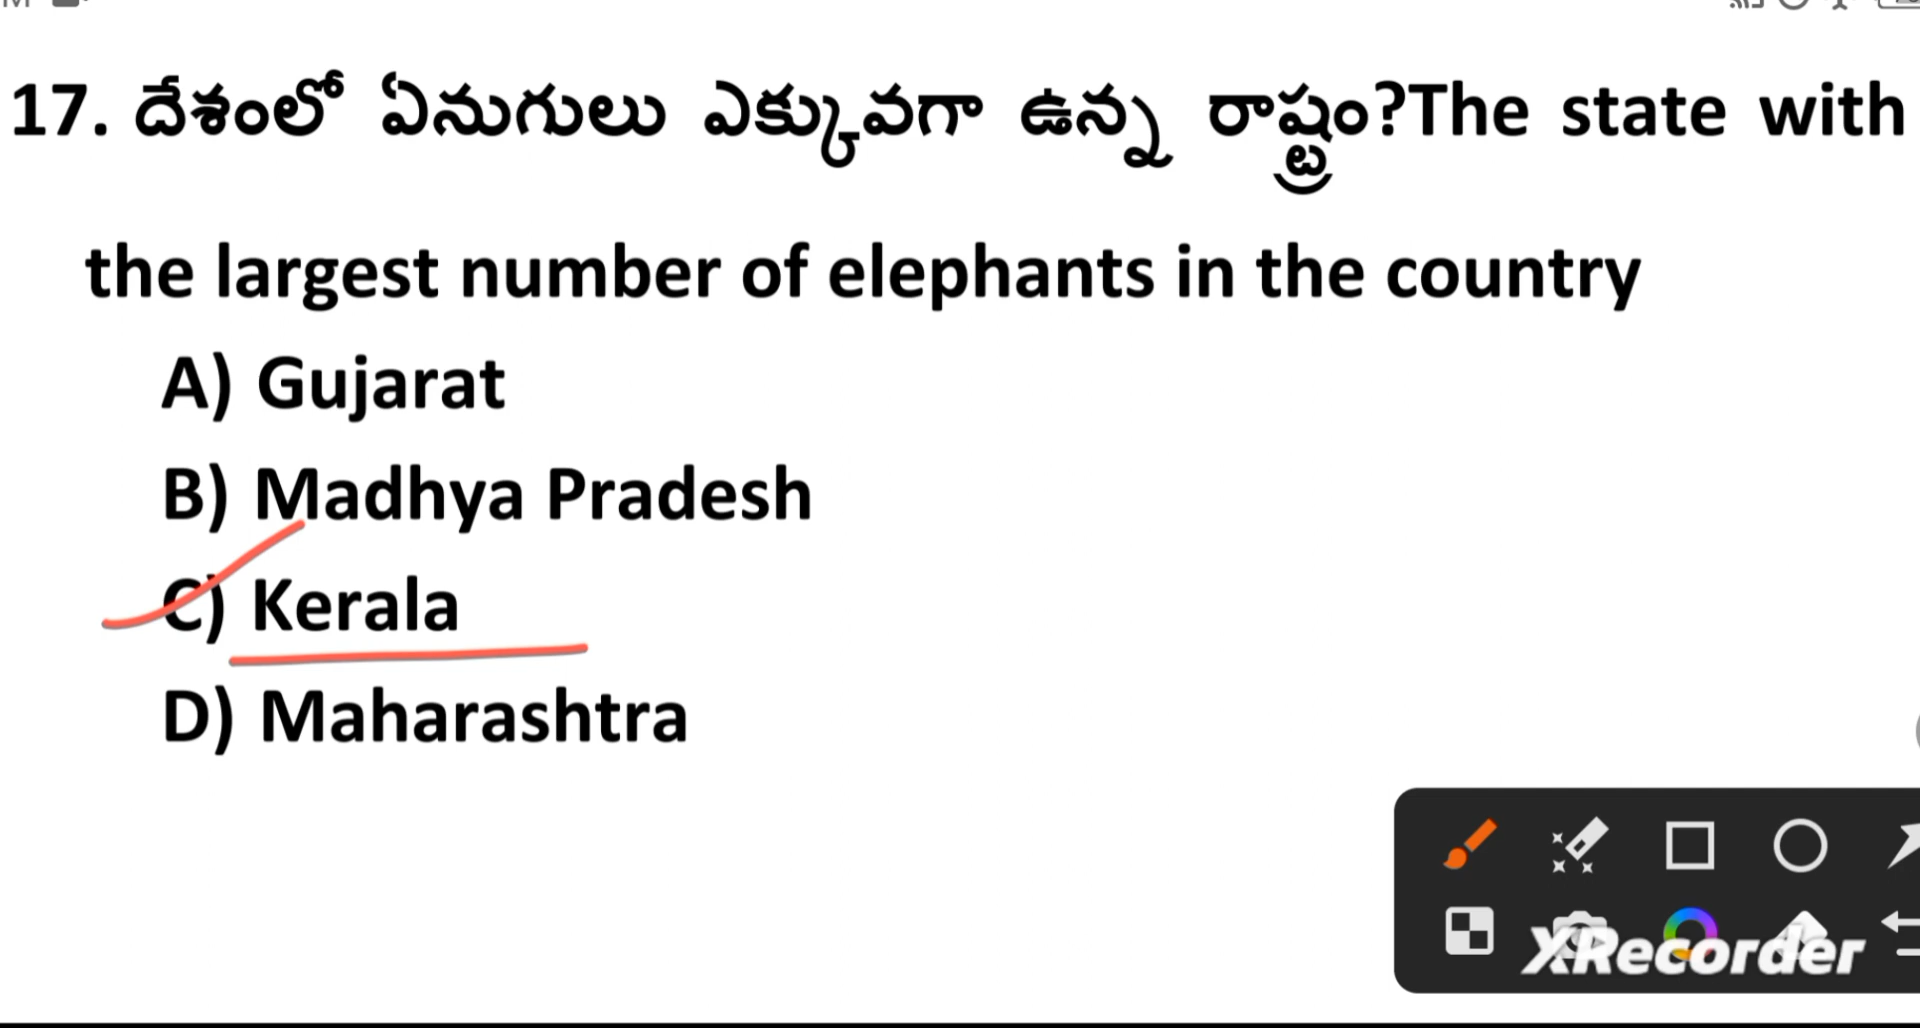 17. దేశంలో ఏనుగులు ఎక్కువగా ఉన్న రాష్ట్రం?The state with
the largest number of elephants in the country
A) Gujarat
B) Madhya Pradesh
C) Kerala
D) Maharashtra
XRecorder